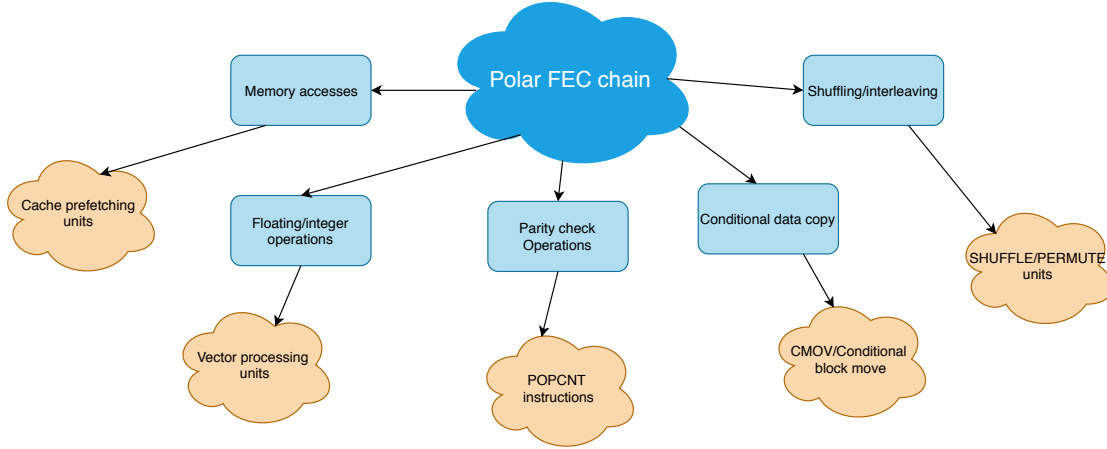 Polar FEC chain
Memory accesses
Shuffling/interleaving
Cache prefetching
units
Floating/integer
operations
Parity check
Operations
Conditional data copy
SHUFFLE/PERMUTE
units
Vector processing
units
POPCNT
instructions
CMOV/Conditional
block move